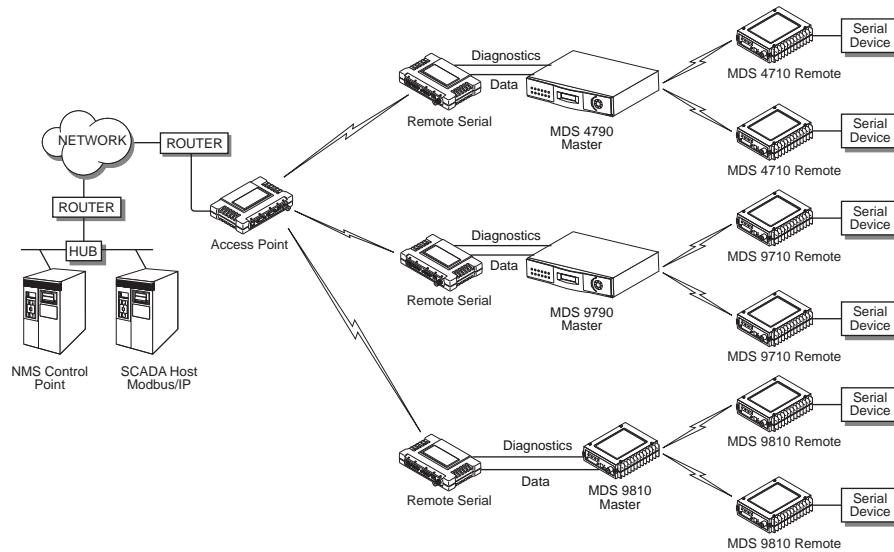 NETWORK
ROUTER
ROUTER
HUB
NMS Control
Point
SCADA Host
Modbus/IP
Access Point
Diagnostics
Data
Remote Serial
MDS 4790
Master
MDS 4710 Remote
Serial
Device
MDS 4710 Remote
Serial
Device
Diagnostics
Data
Remote Serial
MDS 9790
Master
MDS 9710 Remote
Serial
Device
MDS 9710 Remote
Serial
Device
Diagnostics
Data
Remote Serial
MDS 9810
Master
MDS 9810 Remote
Serial
Device
MDS 9810 Remote
Serial
Device